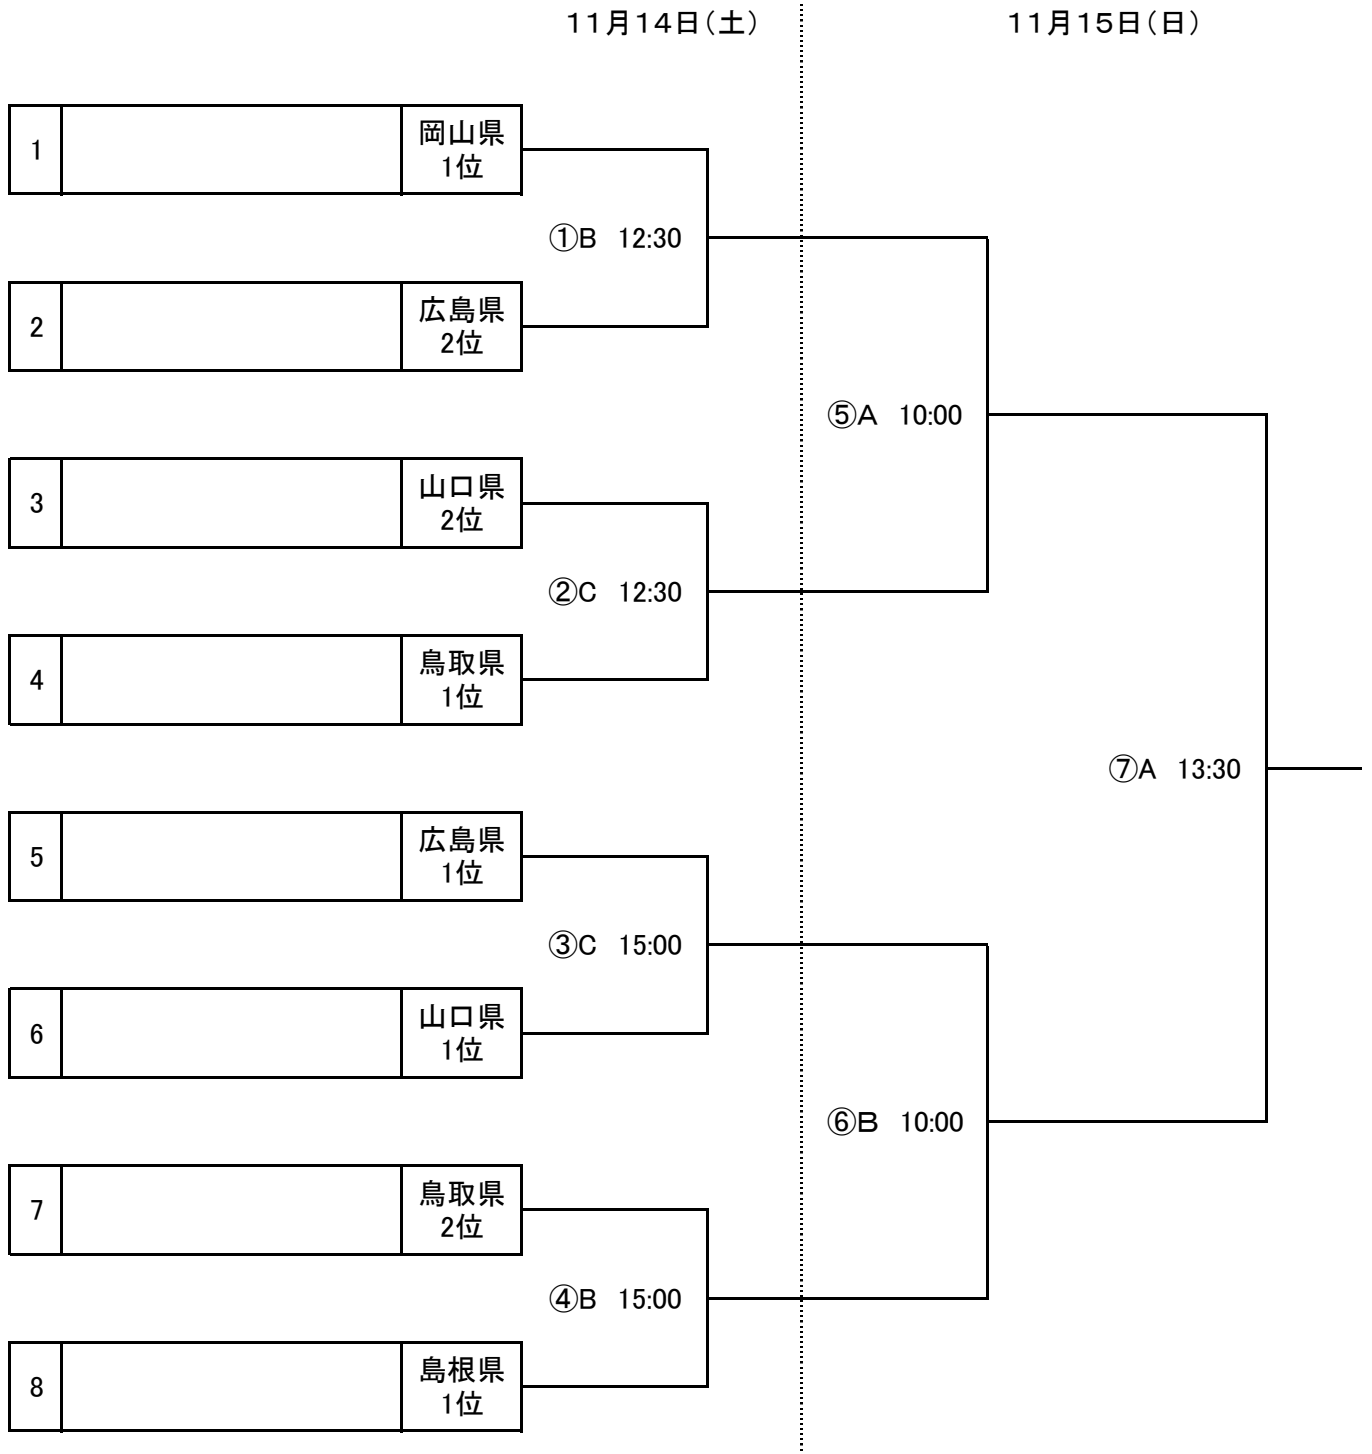 11月14日(土)
11月15日(日)
1
岡山県
1位
①B 12:30
2
広島県
2位
⑤A 10:00
3
山口県
2位
②C 12:30
4
鳥取県
1位
⑦A 13:30
5
広島県
1位
③C 15:00
6
山口県
1位
⑥B 10:00
7
鳥取県
2位
④B 15:00
8
島根県
1位